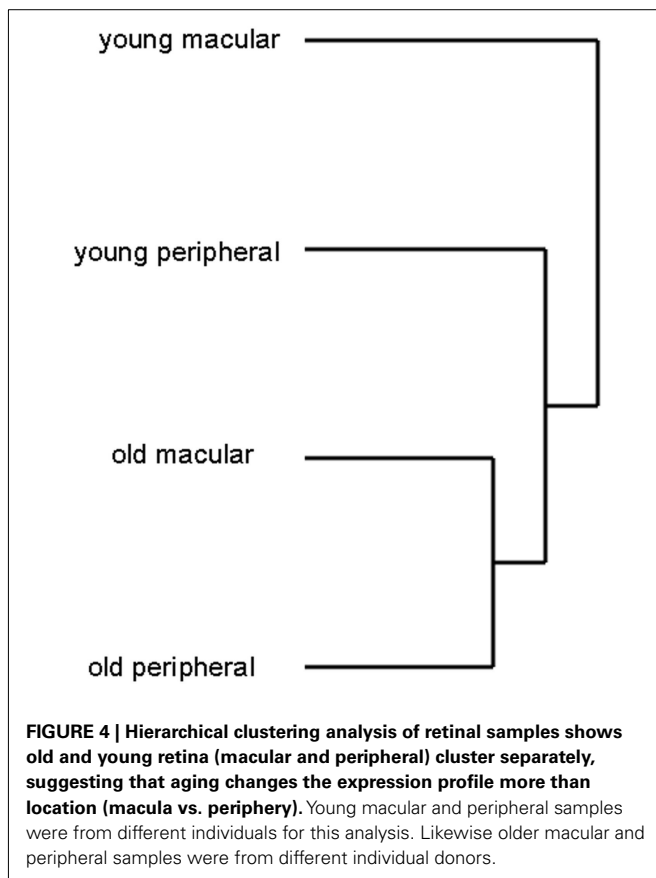 young macular
young peripheral
old macular
old peripheral
FIGURE 4 | Hierarchical clustering analysis of retinal samples shows
old and young retina (macular and peripheral) cluster separately,
suggesting that aging changes the expression profile more than
location (macula vs. periphery). Young macular and peripheral samples
were from different individuals for this analysis. Likewise older macular and
peripheral samples were from different individual donors.